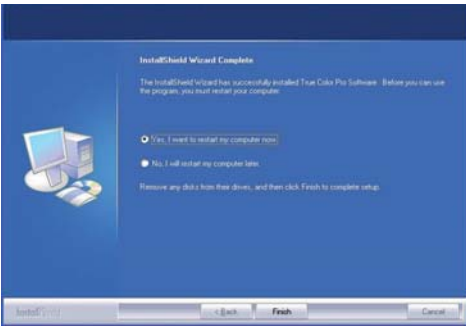 InstallShield Wizard Complete
The InstallShield Wizard has successfully installed True Color Pro Software. Before you can use
the program, you must restart your computer.
Yes, I want to restart my computer now.
No, I will restart my computer later.
Remove any disks from their drives, and then click Finish to complete setup.
InstallShield
< Back
Finish
Cancel